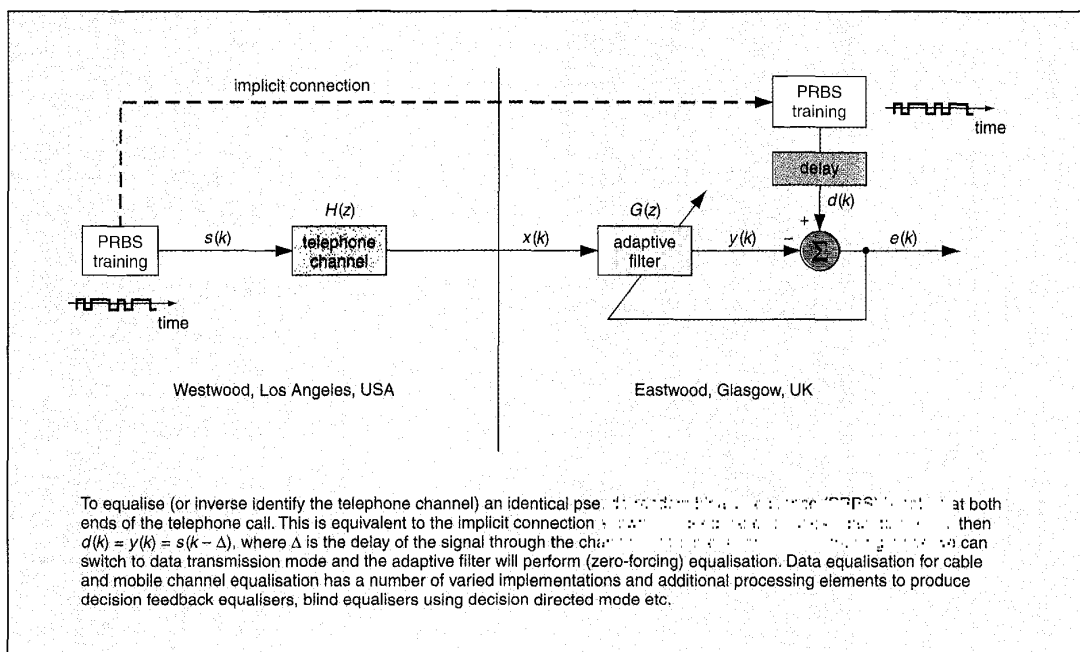 implicit connection
PRBS
training
time
delay
d(k)
+
H(z)
G(z)
PRBS
training
s(k)
telephone
channel
x(k)
adaptive
filter
y(k)
−
Σ
e(k)
time
Westwood, Los Angeles, USA
Eastwood, Glasgow, UK
To equalise (or inverse identify the telephone channel) an identical at both
ends of the telephone call. This is equivalent to the implicit connection then
d(k) = y(k) = s(k − Δ), where Δ is the delay of the signal through the can
switch to data transmission mode and the adaptive filter will perform (zero-forcing) equalisation. Data equalisation for cable
and mobile channel equalisation has a number of varied implementations and additional processing elements to produce
decision feedback equalisers, blind equalisers using decision directed mode etc.